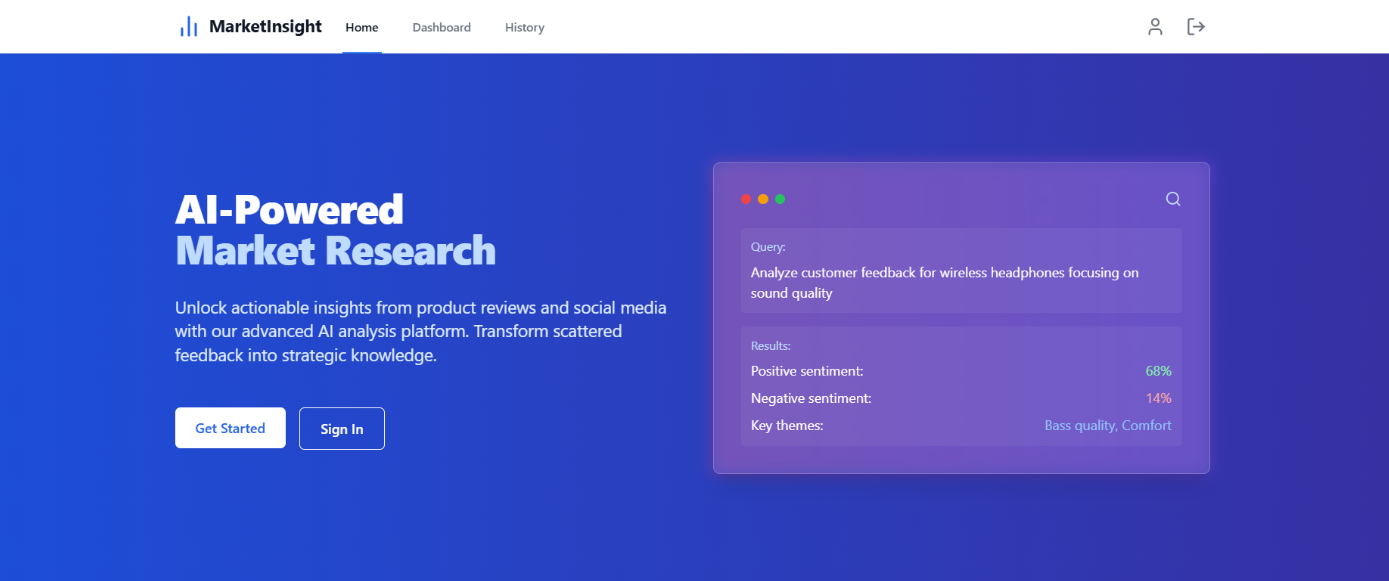 MarketInsight Home Dashboard History
AI-Powered
Market Research
Unlock actionable insights from product reviews and social media
with our advanced AI analysis platform. Transform scattered
feedback into strategic knowledge.
Get Started Sign In
Query:
Analyze customer feedback for wireless headphones focusing on
sound quality
Results:
Positive sentiment: 68%
Negative sentiment: 14%
Key themes: Bass quality, Comfort